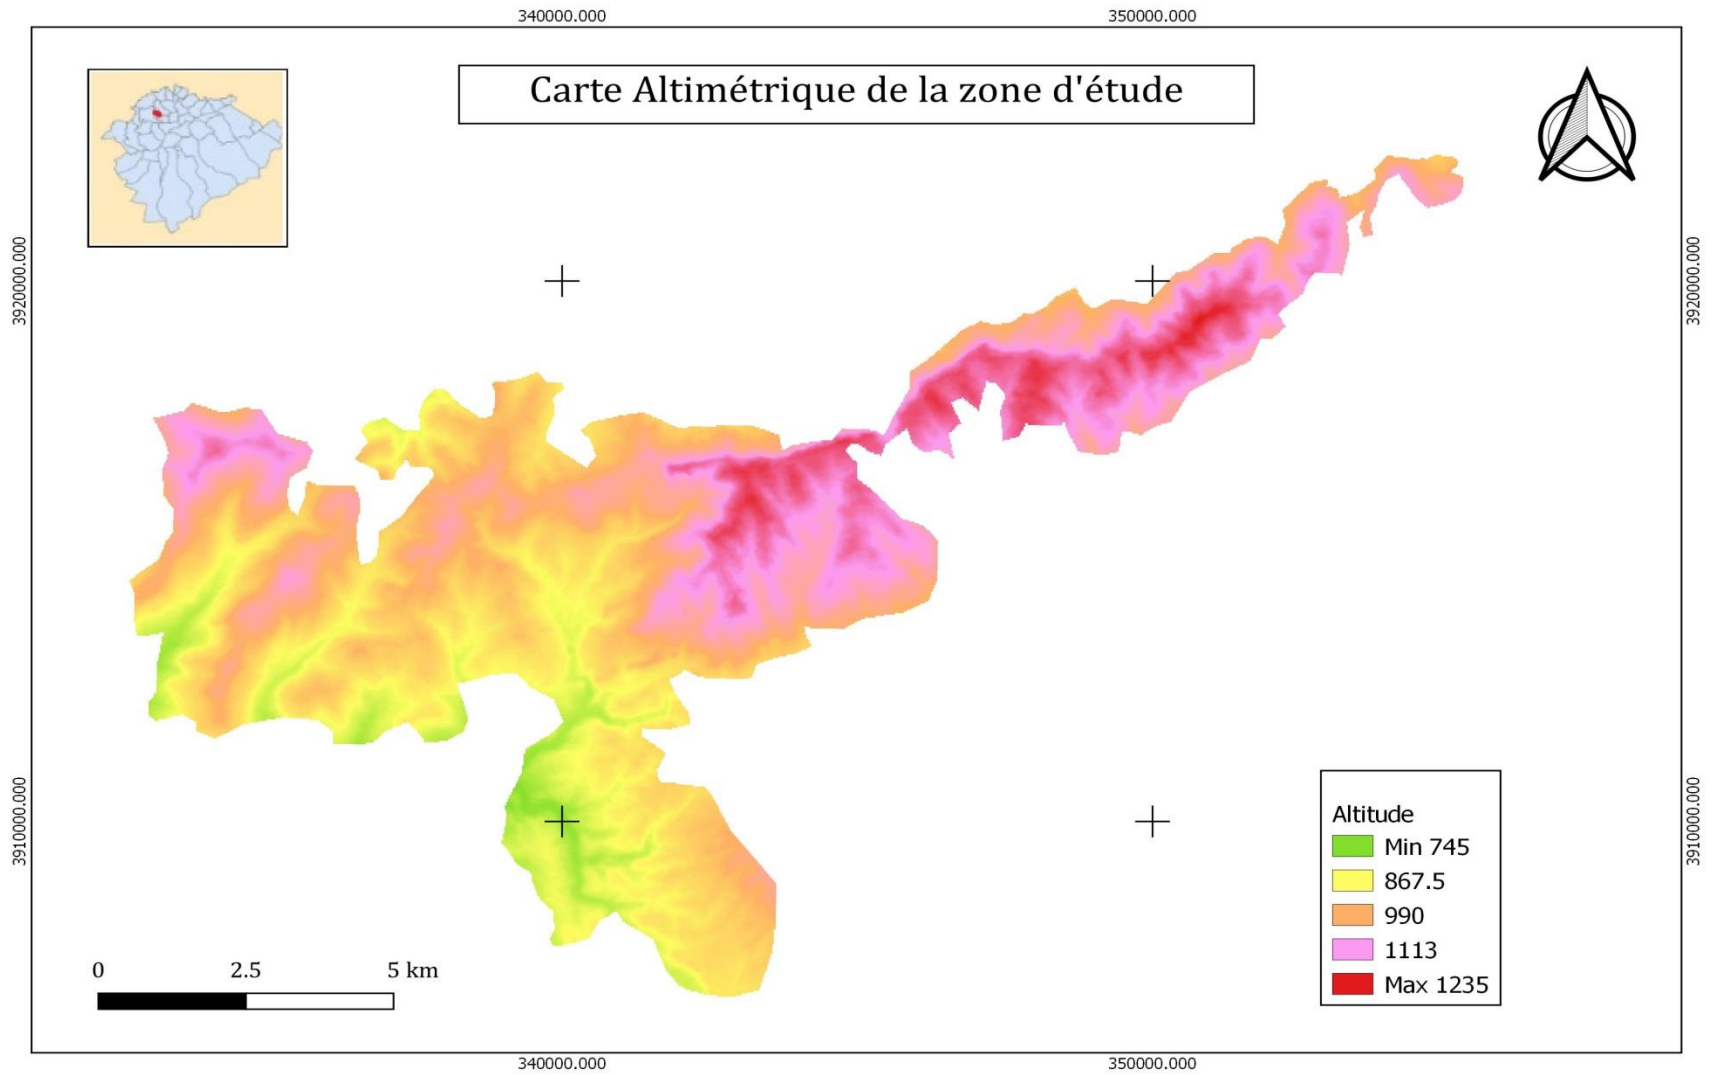 340000.000 350000.000
Carte Altimétrique de la zone d'étude
3920000.000 3920000.000
3910000.000 3910000.000
Altitude
Min 745
867.5
990
1113
Max 1235
0 2.5 5 km
340000.000 350000.000